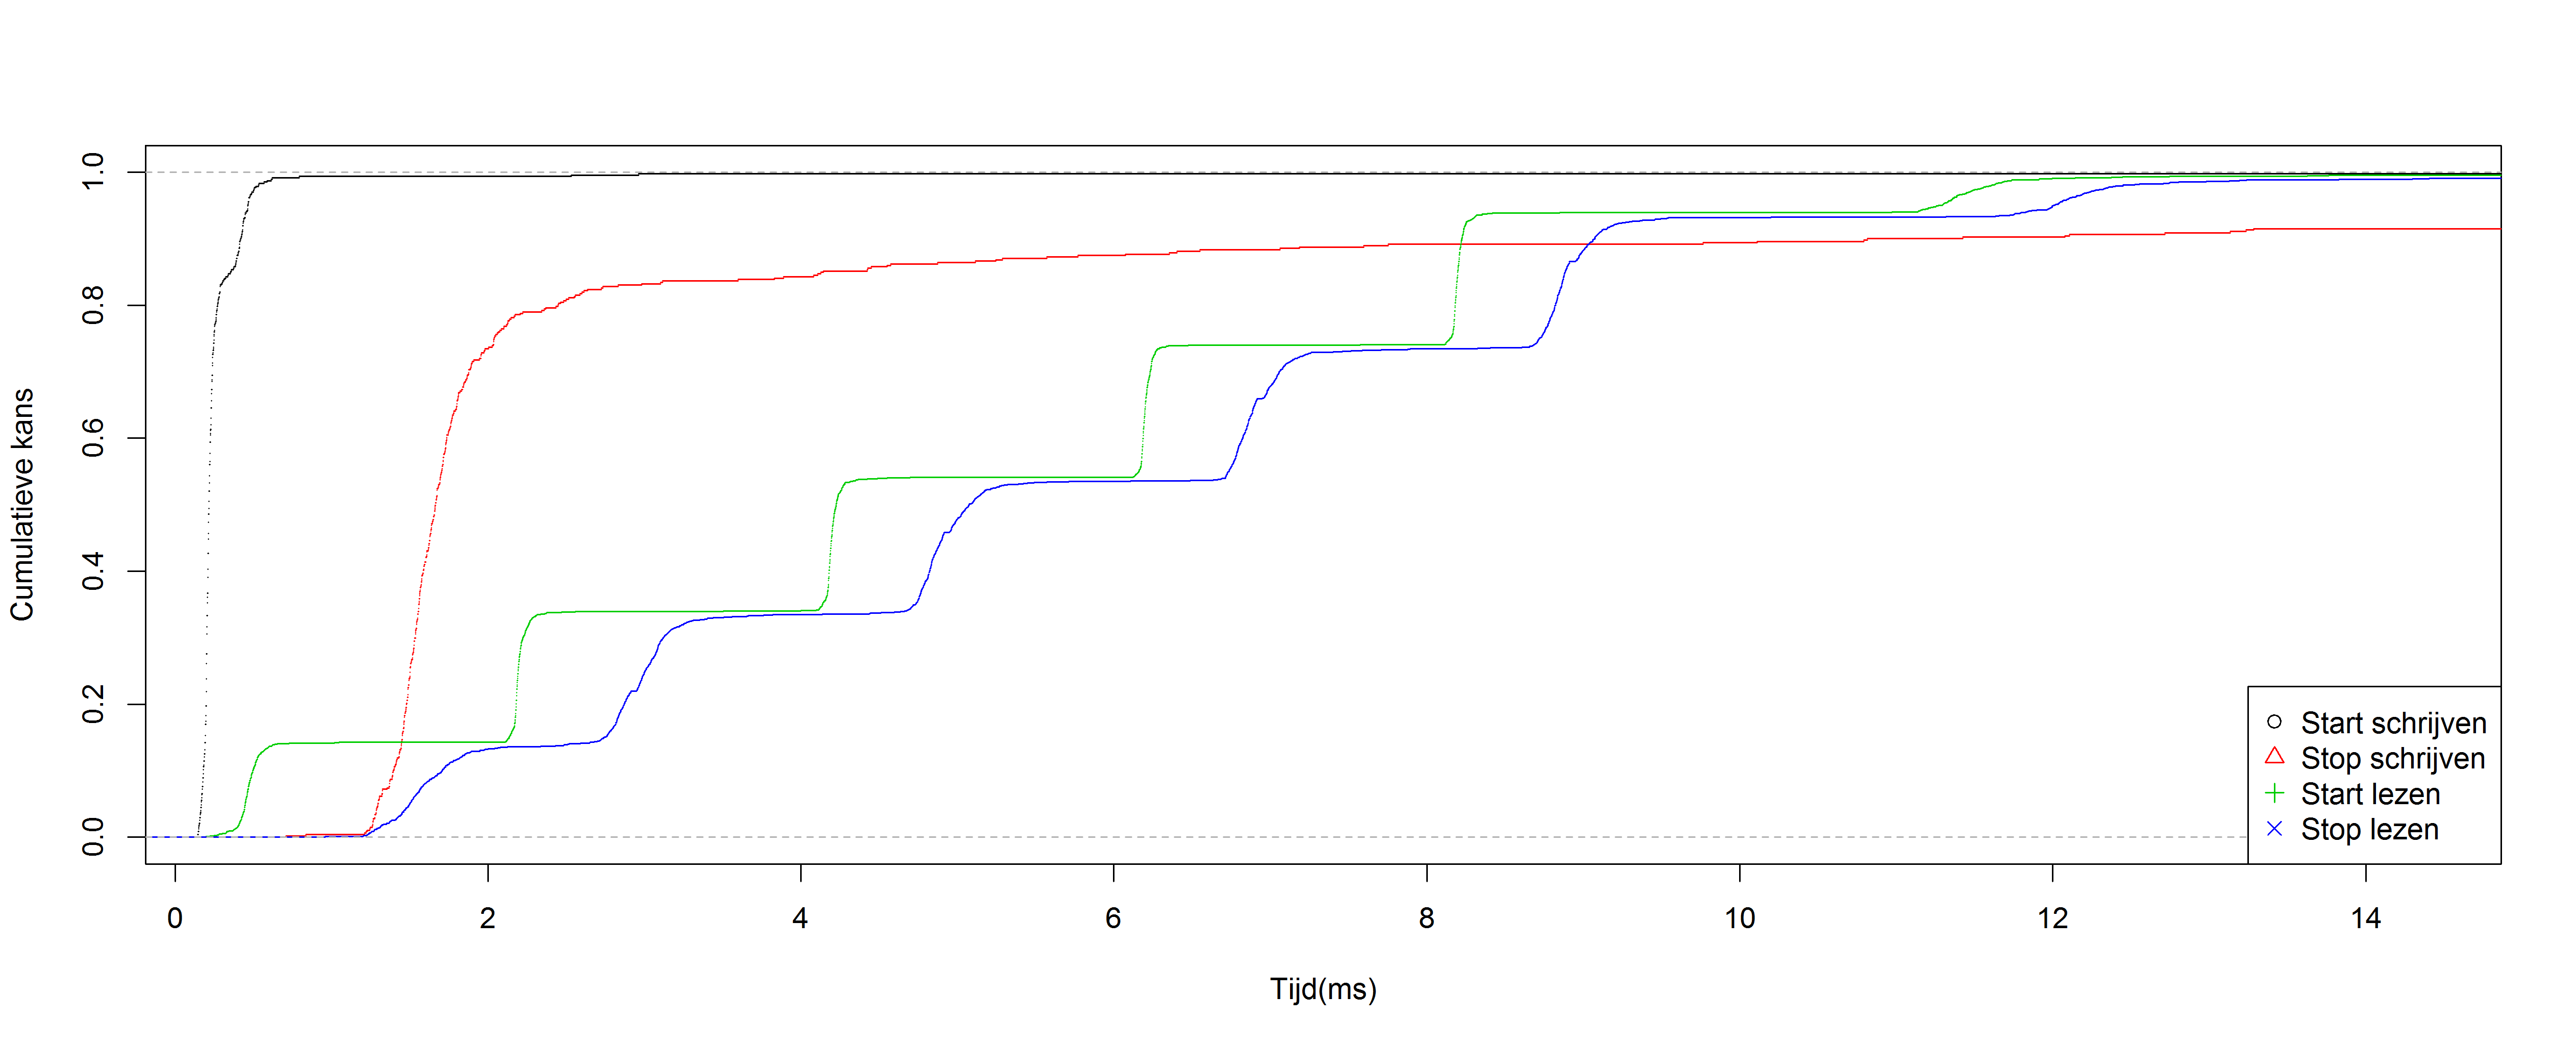 Cumulatieve kans
1.0
0.8
0.6
0.4
0.2
0.0
0 2 4 6 8 10 12 14
Tijd(ms)
Start schrijven
Stop schrijven
Start lezen
Stop lezen